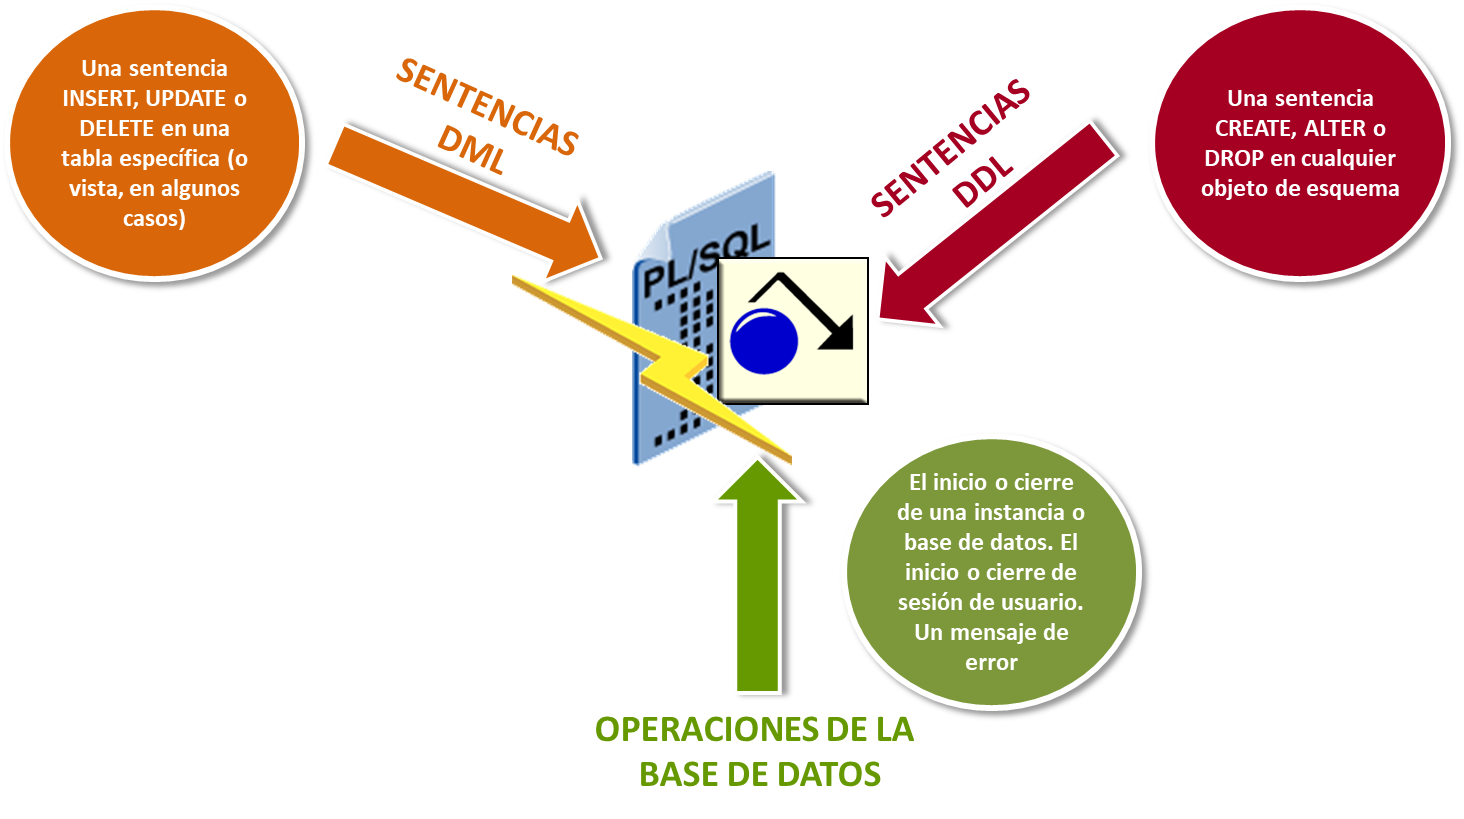 Una sentencia
INSERT, UPDATE o
DELETE en una
tabla específica (o
vista, en algunos
casos)
SENTENCIAS
DML
SENTENCIAS
DDL
Una sentencia
CREATE, ALTER o
DROP en cualquier
objeto de esquema
PL/SQL
El inicio o cierre
de una instancia o
base de datos. El
inicio o cierre de
sesión de usuario.
Un mensaje de
error
OPERACIONES DE LA
BASE DE DATOS